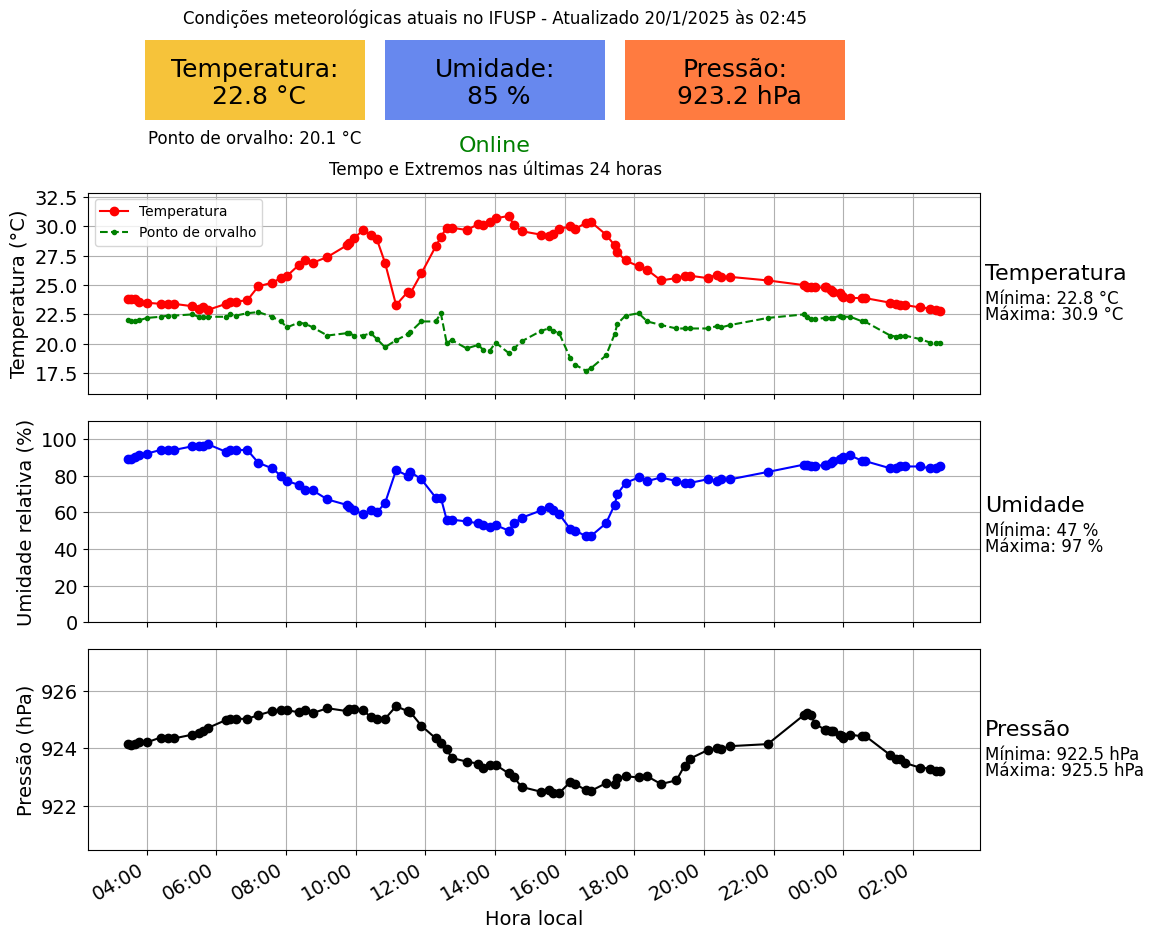 Condições meteorológicas atuais no IFUSP - Atualizado 20/1/2025 às 02:45
Temperatura:
22.8 °C
Umidade:
85 %
Pressão:
923.2 hPa
Ponto de orvalho: 20.1 °C
Online
Tempo e Extremos nas últimas 24 horas
Temperatura (°C)
32.5
30.0
27.5
25.0
22.5
20.0
17.5
Temperatura
Ponto de orvalho
Temperatura
Mínima: 22.8 °C
Máxima: 30.9 °C
Umidade relativa (%)
100
80
60
40
20
0
Umidade
Mínima: 47 %
Máxima: 97 %
Pressão (hPa)
926
924
922
Pressão
Mínima: 922.5 hPa
Máxima: 925.5 hPa
04:00
06:00
08:00
10:00
12:00
14:00
16:00
18:00
20:00
22:00
00:00
02:00
Hora local